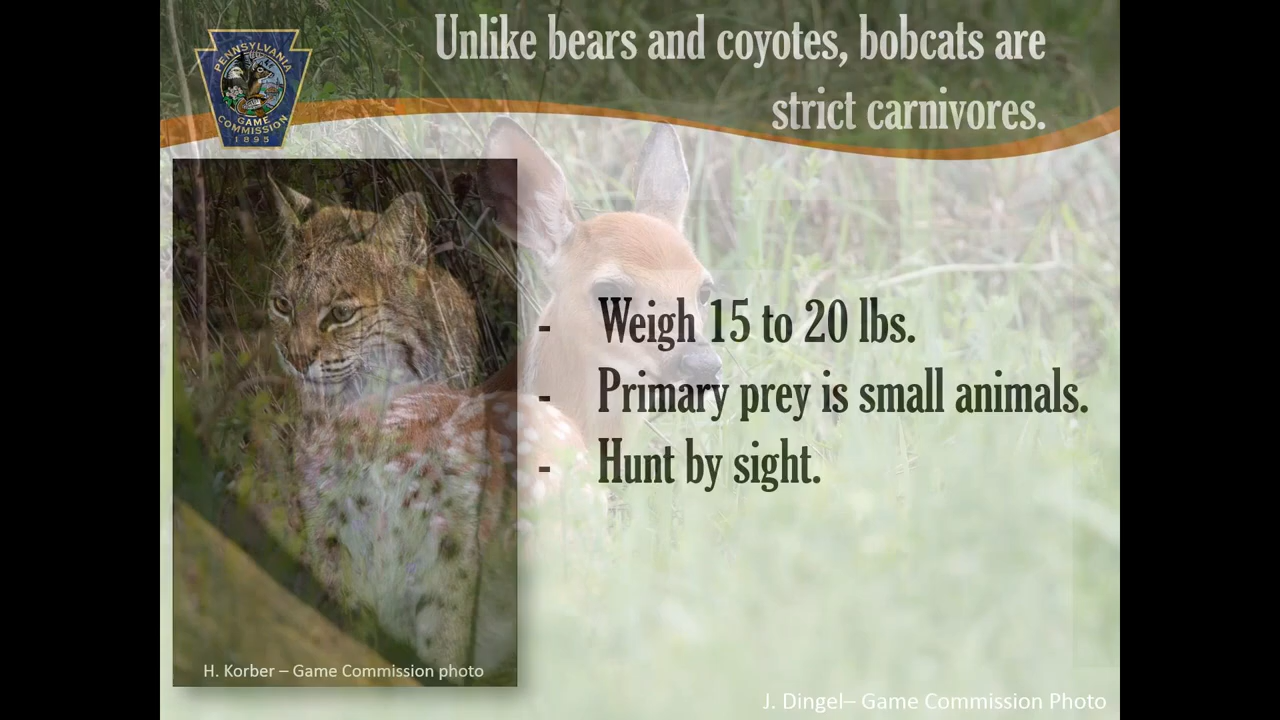 Unlike bears and coyotes, bobcats are
strict carnivores.
PENNSYLVANIA
GAME
COMMISSION
1895
- Weigh 15 to 20 lbs.
- Primary prey is small animals.
- Hunt by sight.
H. Korber – Game Commission photo
J. Dingel– Game Commission Photo